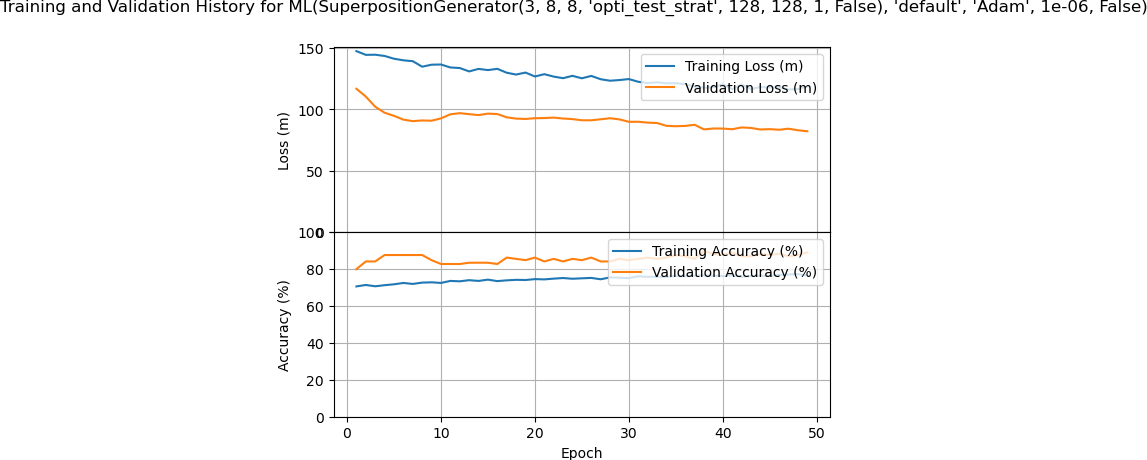 Training and Validation History for ML(SuperpositionGenerator(3, 8, 8, 'opti_test_strat', 128, 128, 1, False), 'default', 'Adam', 1e-06, False)
150
100
50
0
Loss (m)
Training Loss (m)
Validation Loss (m)
100
80
60
40
20
0
Accuracy (%)
Training Accuracy (%)
Validation Accuracy (%)
0 10 20 30 40 50
Epoch